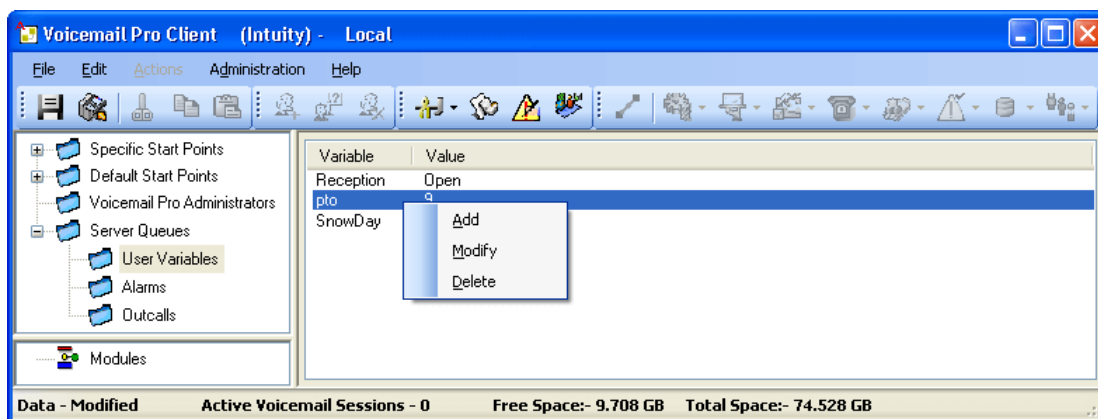 Voicemail Pro Client (Intuity) - Local
File Edit Actions Administration Help
Specific Start Points
Default Start Points
Voicemail Pro Administrators
Server Queues
User Variables
Alarms
Outcalls
Modules
Variable Value
Reception Open
pto 9
SnowDay
Add
Modify
Delete
Data - Modified Active Voicemail Sessions - 0 Free Space:- 9.708 GB Total Space:- 74.528 GB